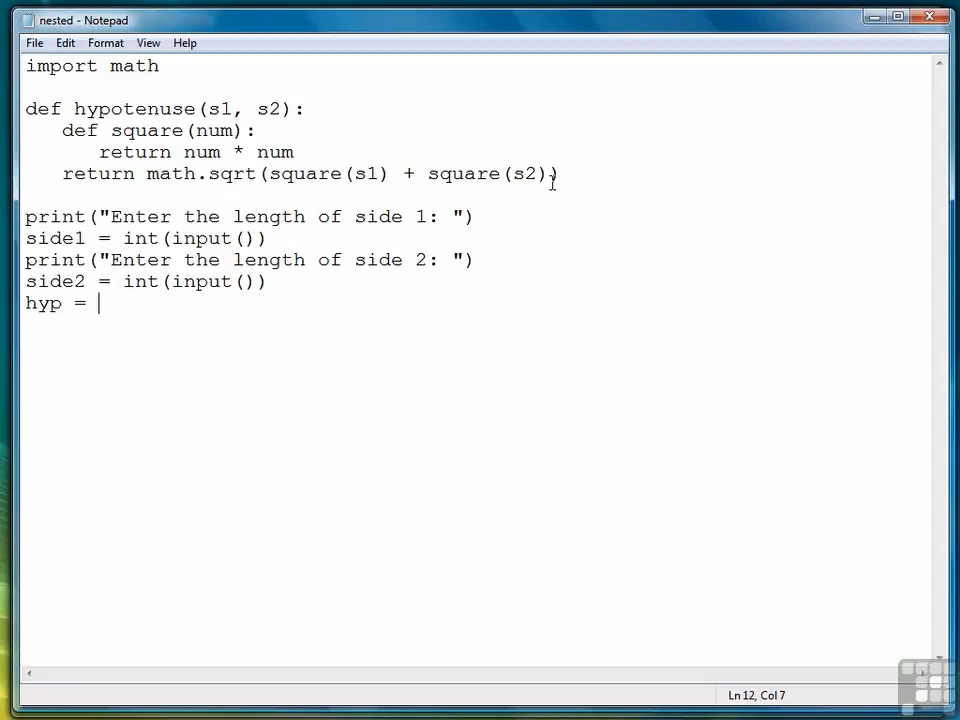 nested - Notepad
File Edit Format View Help
import math
def hypotenuse(s1, s2):
   def square(num):
      return num * num
   return math.sqrt(square(s1) + square(s2))
print("Enter the length of side 1: ")
side1 = int(input())
print("Enter the length of side 2: ")
side2 = int(input())
hyp =
Ln 12, Col 7